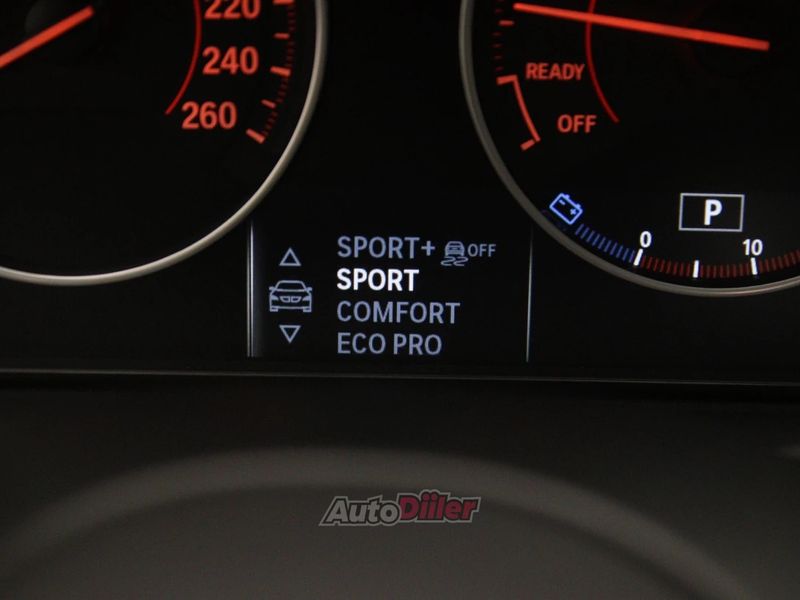 220
240
260
READY
OFF
P
0
10
SPORT+ OFF
SPORT
COMFORT
ECO PRO
AutoDiiler